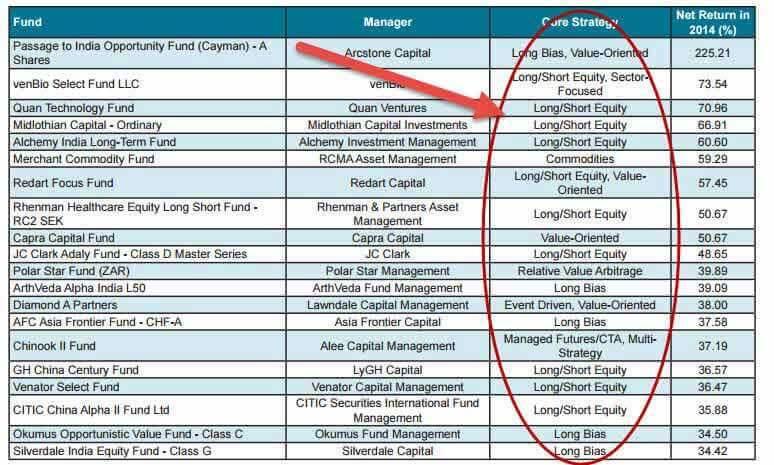 Fund Manager Core Strategy Net Return in 2014 (%)
Passage to India Opportunity Fund (Cayman) - A Shares Arcstone Capital Long Bias, Value-Oriented 225.21
venBio Select Fund LLC venBio Long/Short Equity, Sector-Focused 73.54
Quan Technology Fund Quan Ventures Long/Short Equity 70.96
Midlothian Capital - Ordinary Midlothian Capital Investments Long/Short Equity 66.91
Alchemy India Long-Term Fund Alchemy Investment Management Long/Short Equity 60.60
Merchant Commodity Fund RCMA Asset Management Commodities 59.29
Redart Focus Fund Redart Capital Long/Short Equity, Value-Oriented 57.45
Rhenman Healthcare Equity Long Short Fund - RC2 SEK Rhenman & Partners Asset Management Long/Short Equity 50.67
Capra Capital Fund Capra Capital Value-Oriented 50.67
JC Clark Adaly Fund - Class D Master Series JC Clark Long/Short Equity 48.65
Polar Star Fund (ZAR) Polar Star Management Relative Value Arbitrage 39.89
ArthVeda Alpha India L50 ArthVeda Fund Management Long Bias 39.09
Diamond A Partners Lawndale Capital Management Event Driven, Value-Oriented 38.00
AFC Asia Frontier Fund - CHF-A Asia Frontier Capital Long Bias 37.58
Chinook II Fund Alee Capital Management Managed Futures/CTA, Multi-Strategy 37.19
GH China Century Fund LyGH Capital Long/Short Equity 36.57
Venator Select Fund Venator Capital Management Long/Short Equity 36.47
CITIC China Alpha II Fund Ltd CITIC Securities International Fund Management Long/Short Equity 35.88
Okumus Opportunistic Value Fund - Class C Okumus Fund Management Long Bias 34.50
Silverdale India Equity Fund - Class G Silverdale Capital Long Bias 34.42